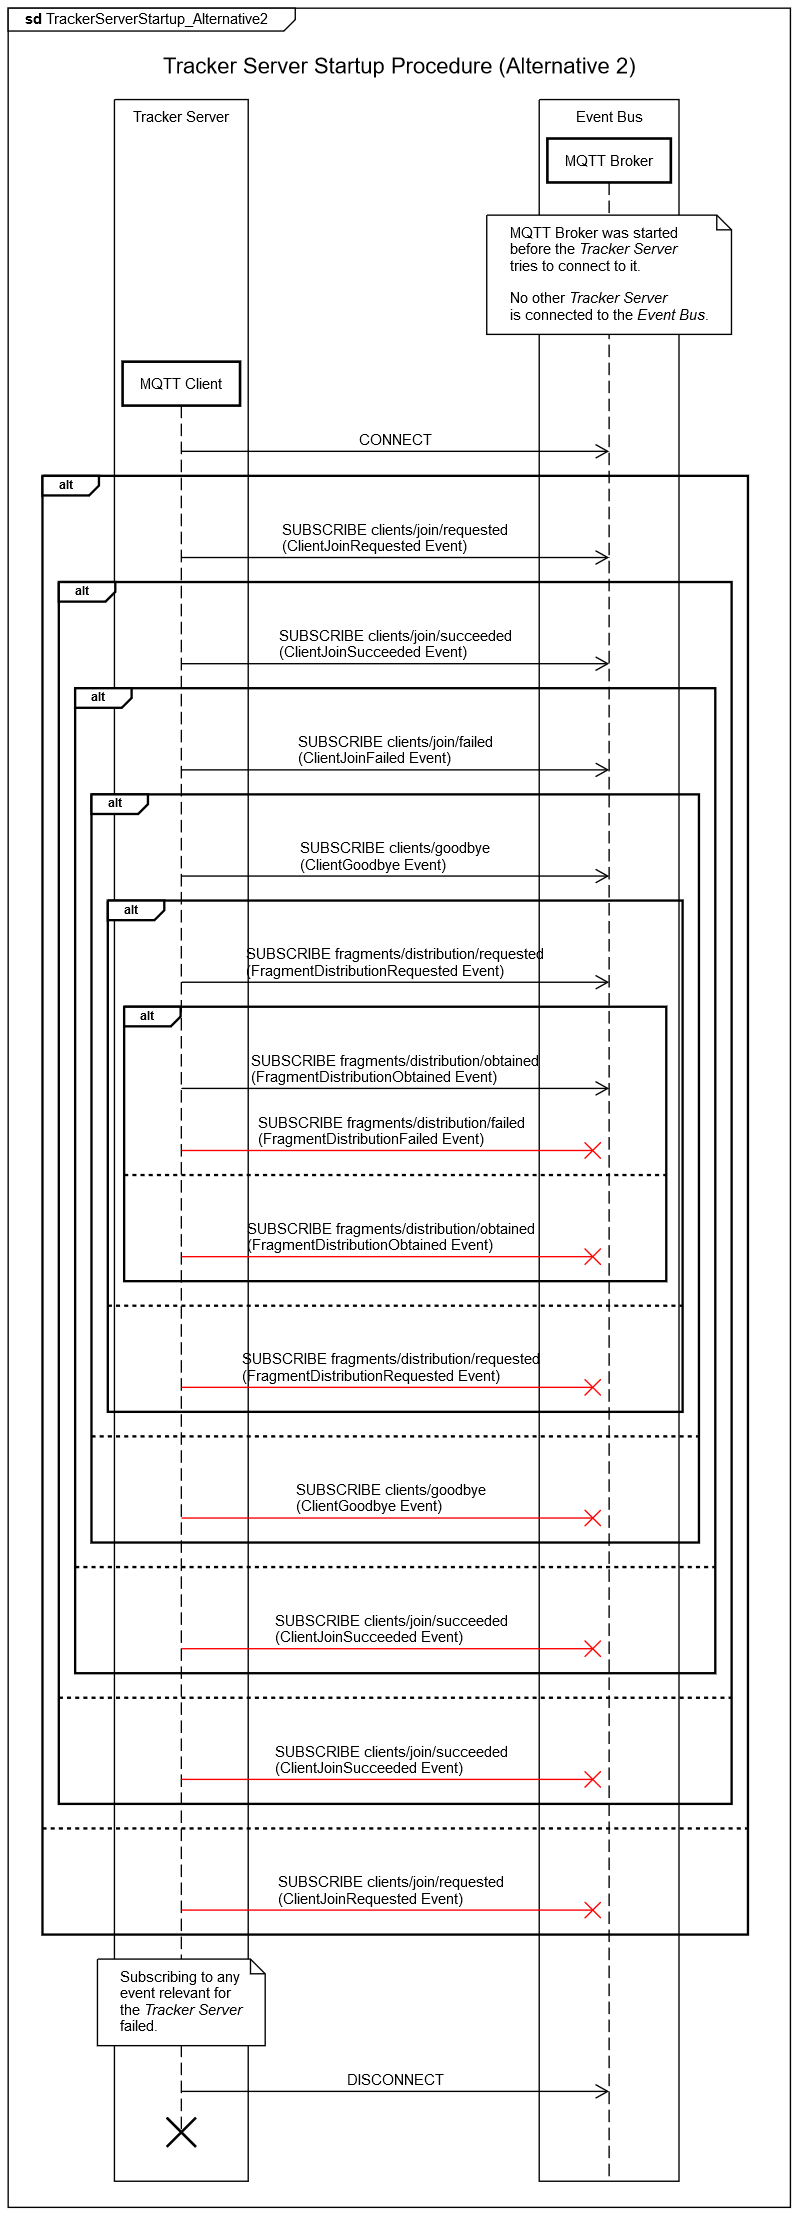 sd TrackerServerStartup_Alternative2
Tracker Server Startup Procedure (Alternative 2)
Tracker Server
Event Bus
MQTT Broker
MQTT Broker was started
before the Tracker Server
tries to connect to it.
No other Tracker Server
is connected to the Event Bus.
MQTT Client
CONNECT
alt
SUBSCRIBE clients/join/requested
(ClientJoinRequested Event)
alt
SUBSCRIBE clients/join/succeeded
(ClientJoinSucceeded Event)
alt
SUBSCRIBE clients/join/failed
(ClientJoinFailed Event)
alt
SUBSCRIBE clients/goodbye
(ClientGoodbye Event)
alt
SUBSCRIBE fragments/distribution/requested
(FragmentDistributionRequested Event)
alt
SUBSCRIBE fragments/distribution/obtained
(FragmentDistributionObtained Event)
SUBSCRIBE fragments/distribution/failed
(FragmentDistributionFailed Event)
SUBSCRIBE fragments/distribution/obtained
(FragmentDistributionObtained Event)
SUBSCRIBE fragments/distribution/requested
(FragmentDistributionRequested Event)
SUBSCRIBE clients/goodbye
(ClientGoodbye Event)
SUBSCRIBE clients/join/succeeded
(ClientJoinSucceeded Event)
SUBSCRIBE clients/join/succeeded
(ClientJoinSucceeded Event)
SUBSCRIBE clients/join/requested
(ClientJoinRequested Event)
Subscribing to any
event relevant for
the Tracker Server
failed.
DISCONNECT